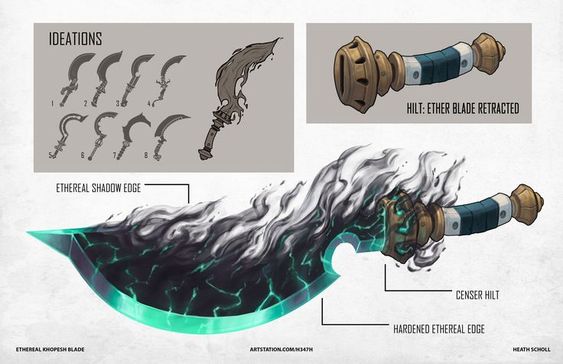 IDEATIONS
1 2 3 4
5 6 7 8
HILT: ETHER BLADE RETRACTED
ETHEREAL SHADOW EDGE
CENSER HILT
HARDENED ETHEREAL EDGE
ETHEREAL KHOPESH BLADE
ARTSTATION.COM/H347H
HEATH SCHOLL